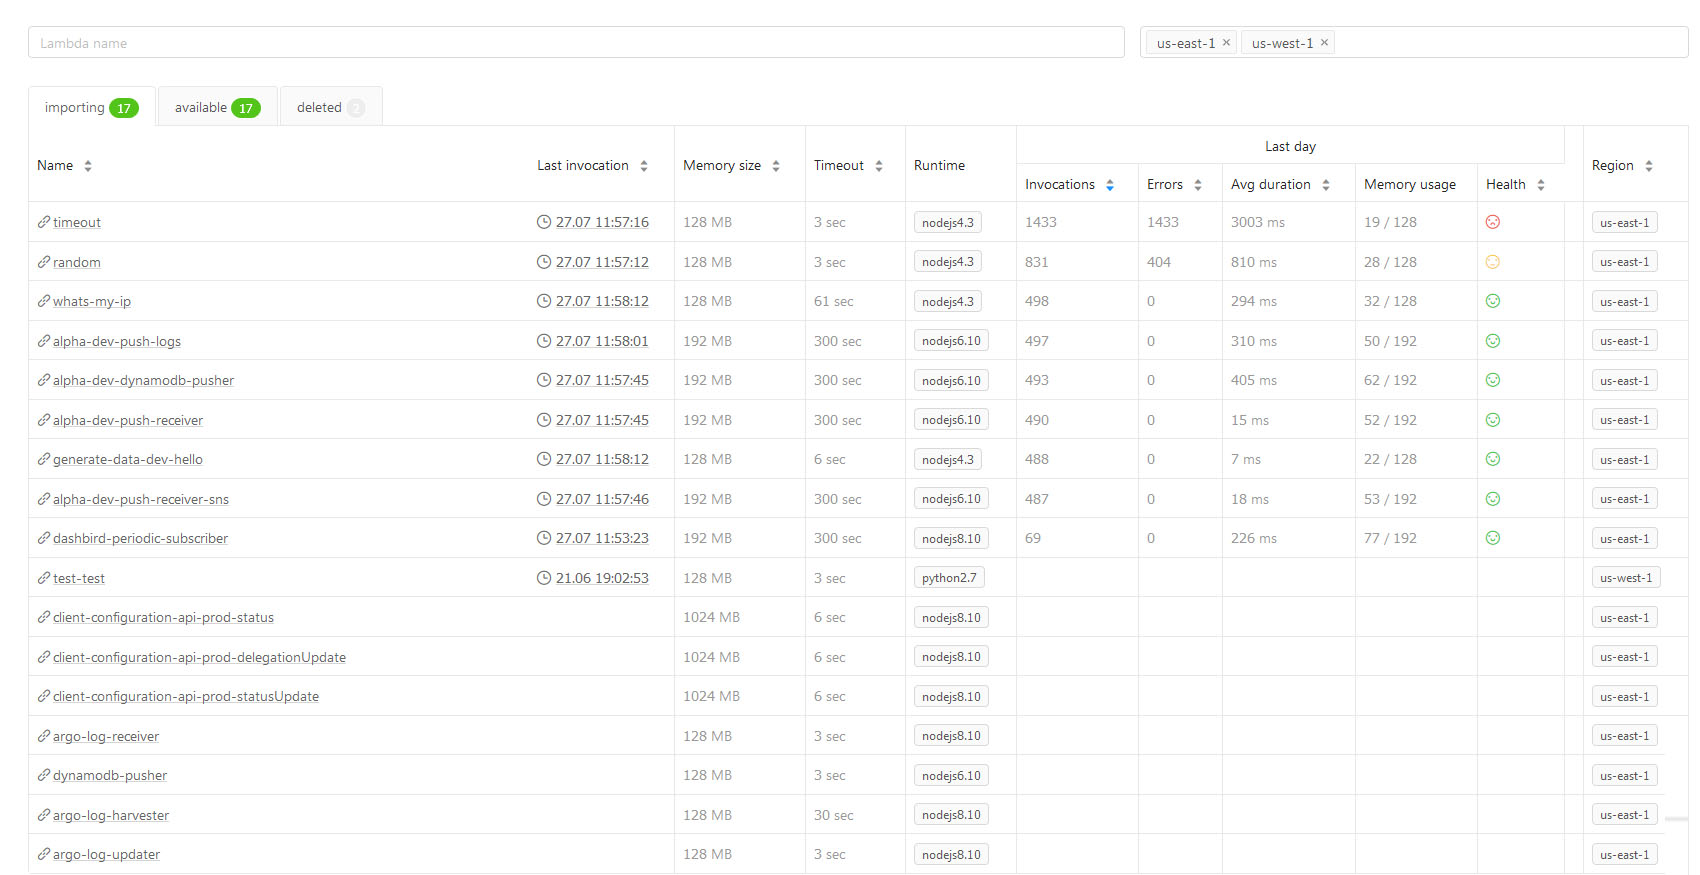 Lambda name us-east-1 × us-west-1 ×
importing 17 available 17 deleted 2
Last day
Name Last invocation Memory size Timeout Runtime Region
Invocations Errors Avg duration Memory usage Health
timeout 27.07 11:57:16 128 MB 3 sec nodejs4.3 1433 1433 3003 ms 19 / 128 us-east-1
random 27.07 11:57:12 128 MB 3 sec nodejs4.3 831 404 810 ms 28 / 128 us-east-1
whats-my-ip 27.07 11:58:12 128 MB 61 sec nodejs4.3 498 0 294 ms 32 / 128 us-east-1
alpha-dev-push-logs 27.07 11:58:01 192 MB 300 sec nodejs6.10 497 0 310 ms 50 / 192 us-east-1
alpha-dev-dynamodb-pusher 27.07 11:57:45 192 MB 300 sec nodejs6.10 493 0 405 ms 62 / 192 us-east-1
alpha-dev-push-receiver 27.07 11:57:45 192 MB 300 sec nodejs6.10 490 0 15 ms 52 / 192 us-east-1
generate-data-dev-hello 27.07 11:58:12 128 MB 6 sec nodejs4.3 488 0 7 ms 22 / 128 us-east-1
alpha-dev-push-receiver-sns 27.07 11:57:46 192 MB 300 sec nodejs6.10 487 0 18 ms 53 / 192 us-east-1
dashbird-periodic-subscriber 27.07 11:53:23 192 MB 300 sec nodejs8.10 69 0 226 ms 77 / 192 us-east-1
test-test 21.06 19:02:53 128 MB 3 sec python2.7 us-west-1
client-configuration-api-prod-status 1024 MB 6 sec nodejs8.10 us-east-1
client-configuration-api-prod-delegationUpdate 1024 MB 6 sec nodejs8.10 us-east-1
client-configuration-api-prod-statusUpdate 1024 MB 6 sec nodejs8.10 us-east-1
argo-log-receiver 128 MB 3 sec nodejs8.10 us-east-1
dynamodb-pusher 128 MB 3 sec nodejs6.10 us-east-1
argo-log-harvester 128 MB 30 sec nodejs8.10 us-east-1
argo-log-updater 128 MB 3 sec nodejs8.10 us-east-1